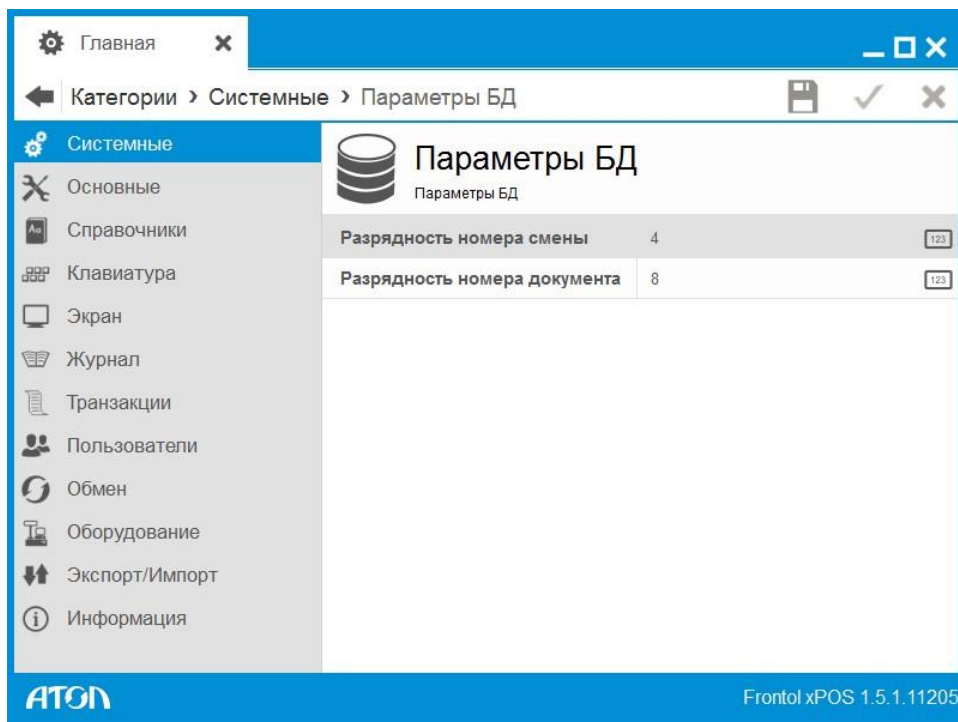 Главная
Категории › Системные › Параметры БД
Системные
Основные
Справочники
Клавиатура
Экран
Журнал
Транзакции
Пользователи
Обмен
Оборудование
Экспорт/Импорт
Информация
Параметры БД
Параметры БД
Разрядность номера смены 4 123
Разрядность номера документа 8 123
ATOL Frontol xPOS 1.5.1.11205